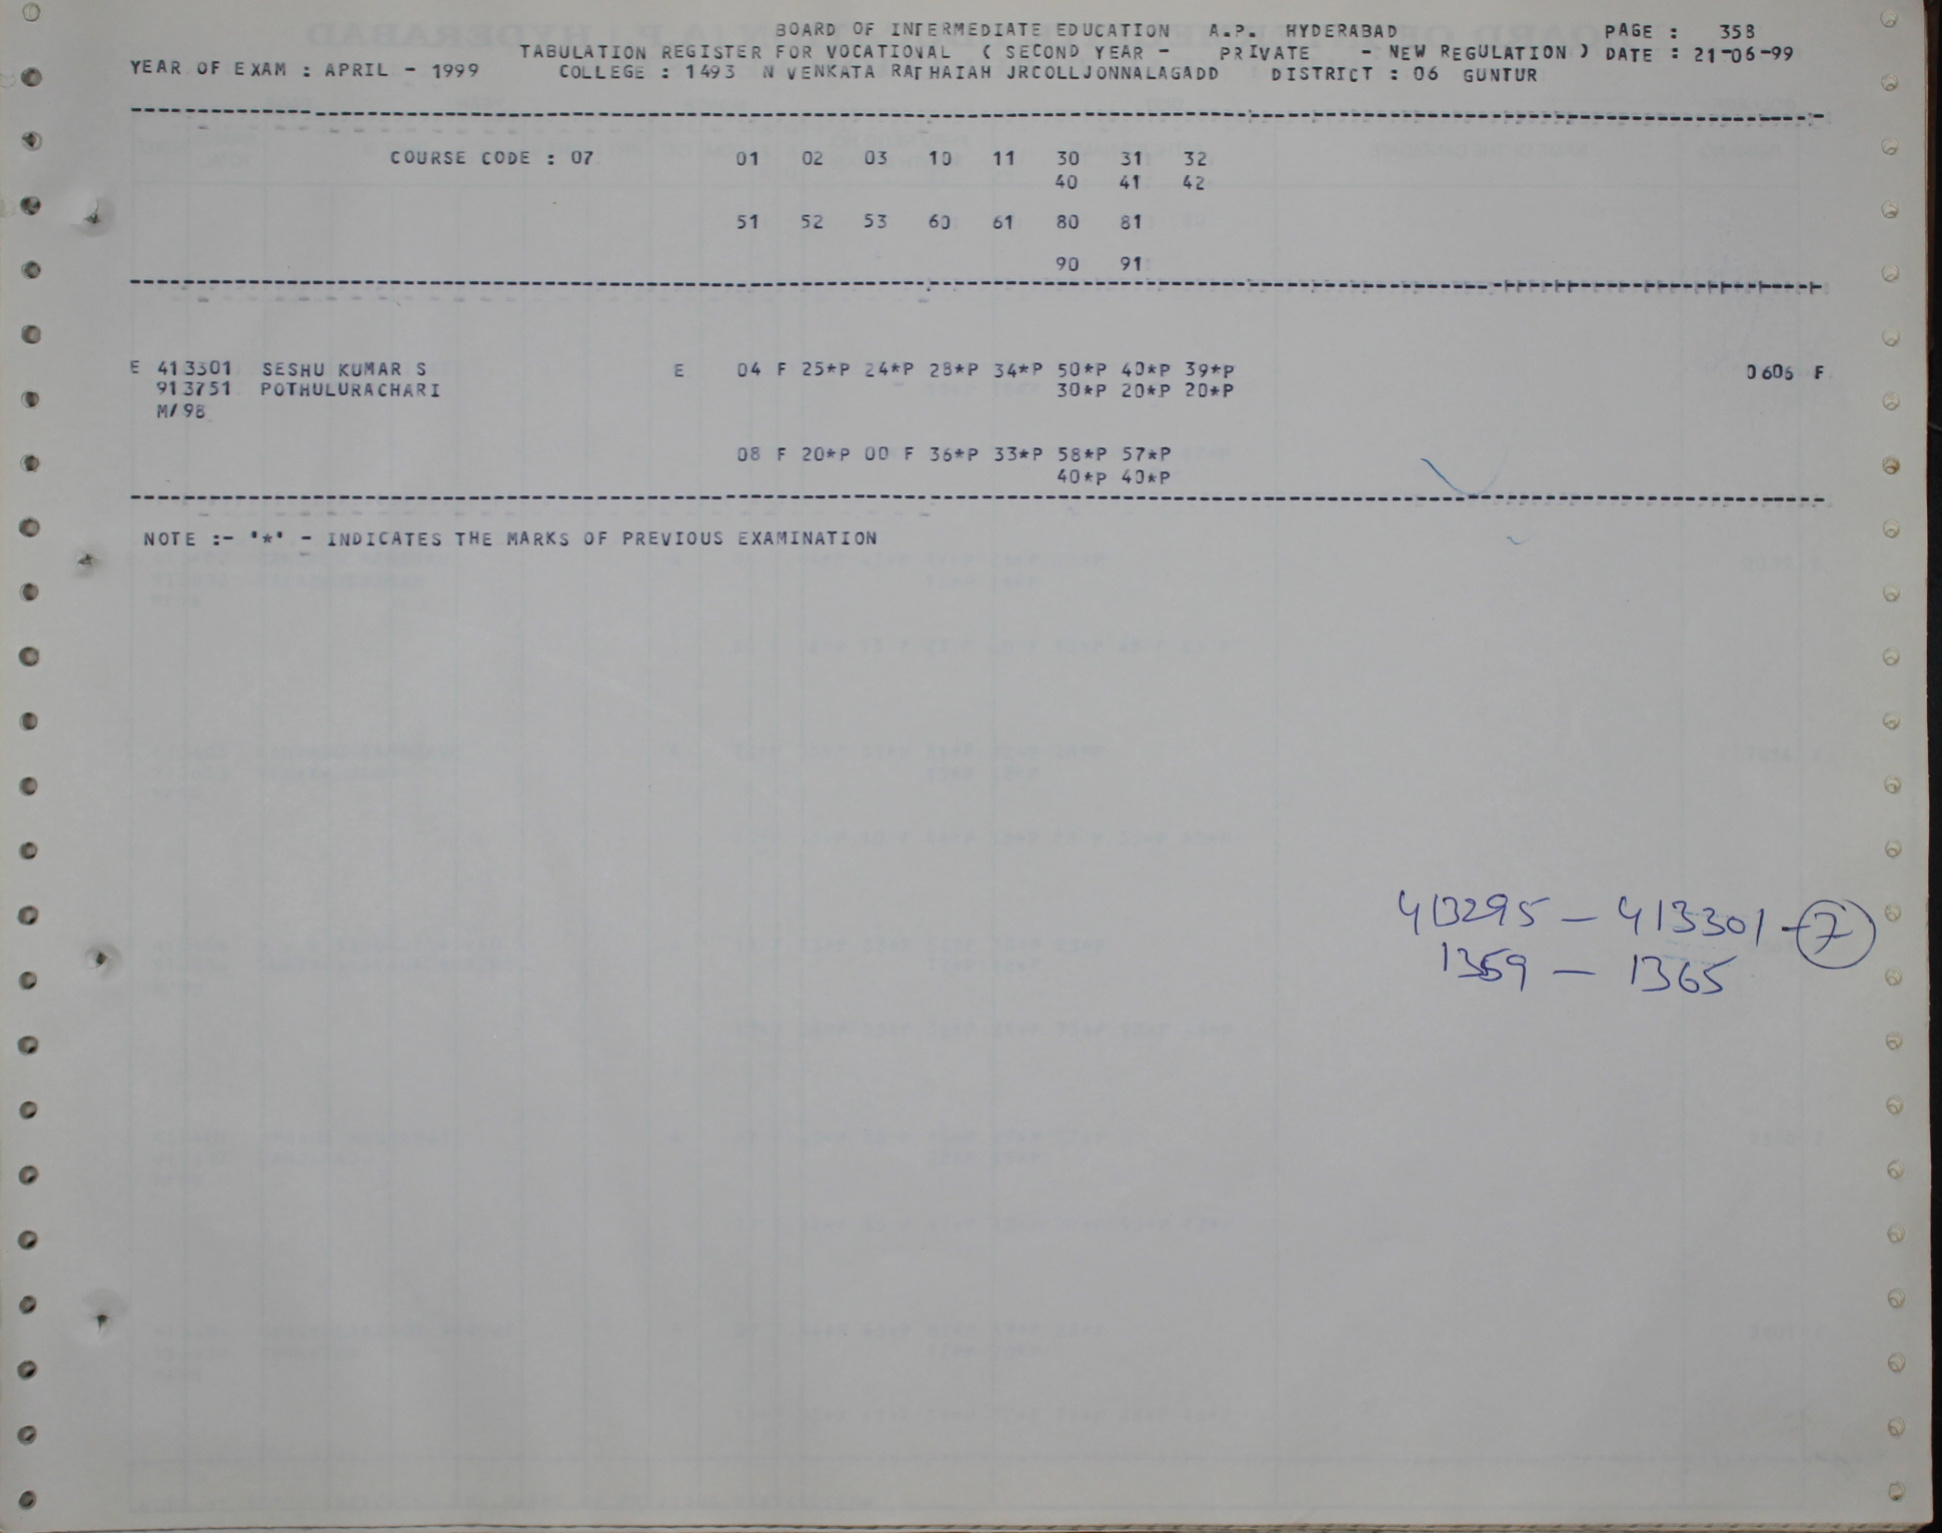 BOARD OF INTERMEDIATE EDUCATION A.P. HYDERABAD PAGE : 358
TABULATION REGISTER FOR VOCATIONAL ( SECOND YEAR - PRIVATE - NEW REGULATION ) DATE : 21-06-99
YEAR OF EXAM : APRIL - 1999 COLLEGE : 1493 N VENKATA RATHAIAH JRCOLLJONNALAGADD DISTRICT : 06 GUNTUR
COURSE CODE : 07 01 02 03 10 11 30 31 32
40 41 42
51 52 53 60 61 80 81
90 91
E 413301 SESHU KUMAR S E 04 F 25*P 24*P 28*P 34*P 50*P 40*P 39*P 0606 F
913751 POTHULURACHARI 30*P 20*P 20*P
M/98
08 F 20*P 00 F 36*P 33*P 58*P 57*P
40*P 40*P
NOTE :- '*' - INDICATES THE MARKS OF PREVIOUS EXAMINATION
413295 - 413301 - 7
1359 - 1365